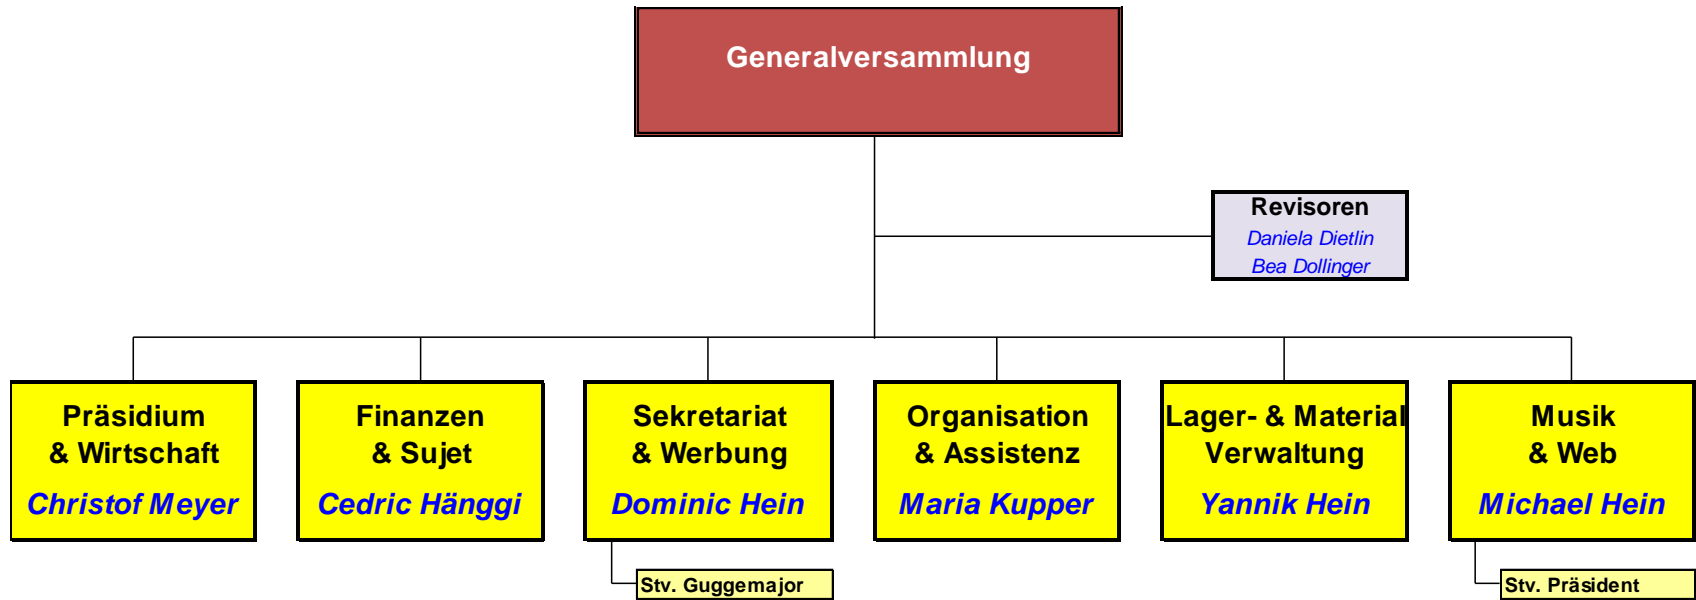 Generalversammlung
Revisoren
Daniela Dietlin
Bea Dollinger
Präsidium
& Wirtschaft
Christof Meyer
Finanzen
& Sujet
Cedric Hänggi
Sekretariat
& Werbung
Dominic Hein
Stv. Guggemajor
Organisation
& Assistenz
Maria Kupper
Lager- & Material
Verwaltung
Yannik Hein
Musik
& Web
Michael Hein
Stv. Präsident